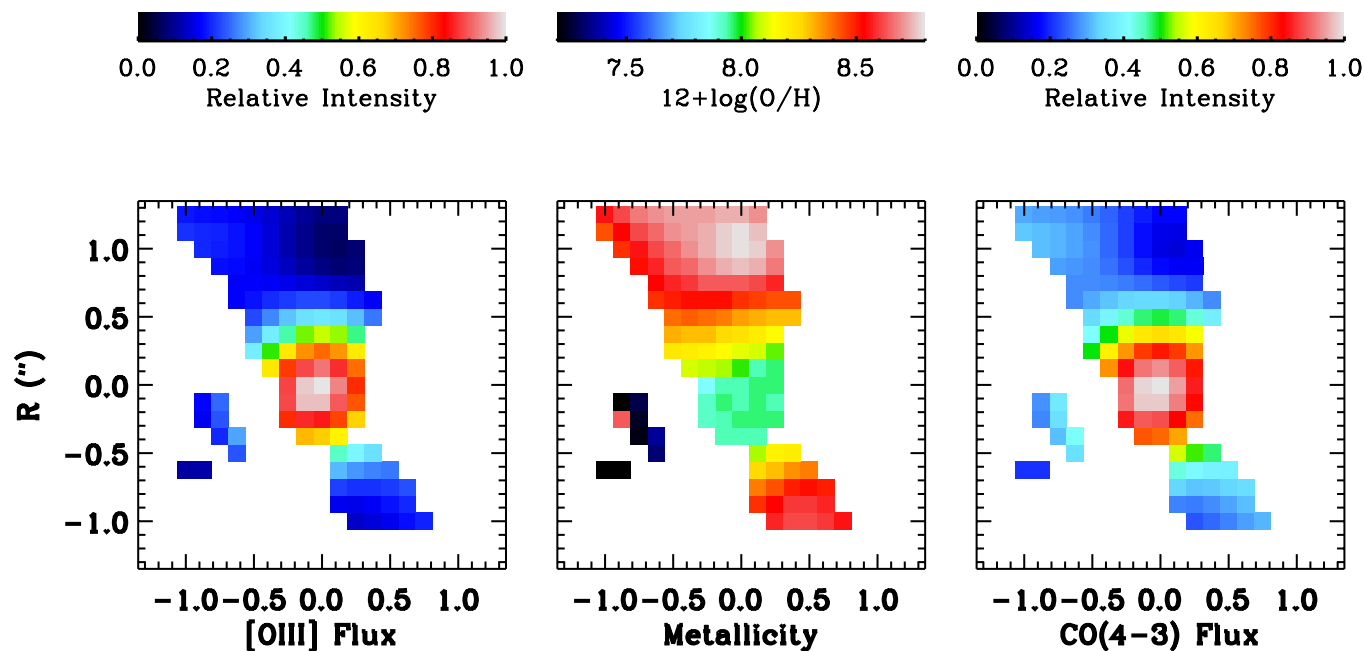 0.0 0.2 0.4 0.6 0.8 1.0
Relative Intensity
7.5 8.0 8.5
12+log(O/H)
0.0 0.2 0.4 0.6 0.8 1.0
Relative Intensity
R (")
1.0
0.5
0.0
−0.5
−1.0
−1.0 −0.5 0.0 0.5 1.0
[OIII] Flux
−1.0 −0.5 0.0 0.5 1.0
Metallicity
−1.0 −0.5 0.0 0.5 1.0
CO(4−3) Flux